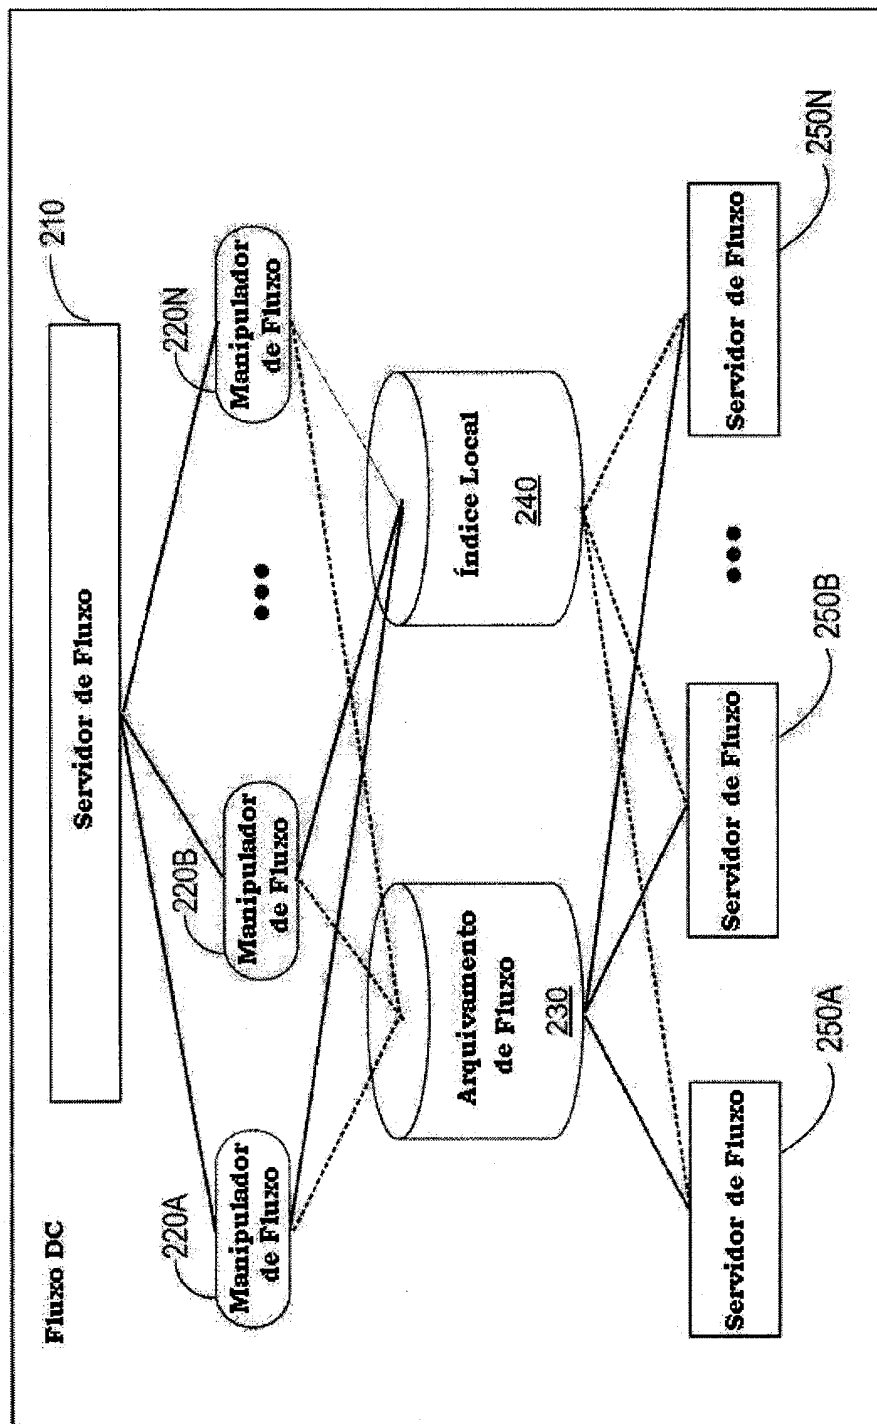 Fluxo DC
210
Servidor de Fluxo
220A
220B
220N
Manipulador
de Fluxo
Manipulador
de Fluxo
Manipulador
de Fluxo
•••
Arquivamento
de Fluxo
230
Índice Local
240
Servidor de Fluxo
Servidor de Fluxo
•••
Servidor de Fluxo
250A
250B
250N